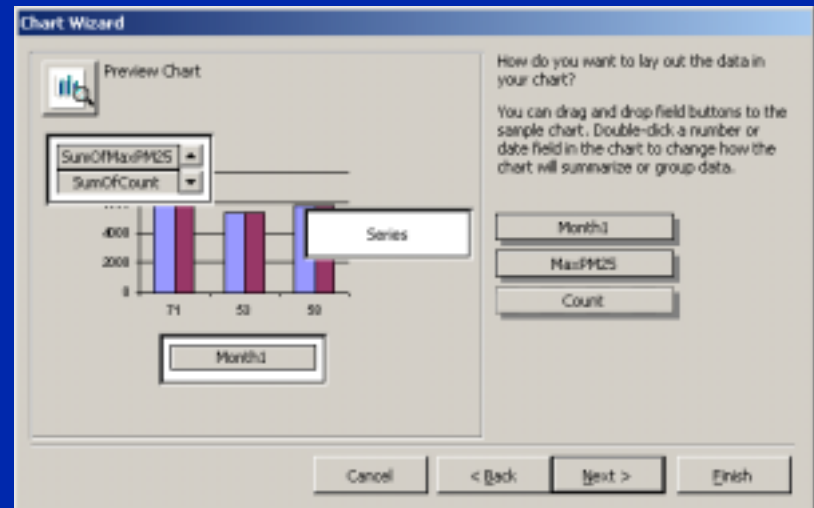 Chart Wizard
Preview Chart
SumOfMaxPM25
SumOfCount
4000
2000
0
71
53
Series
Month1
How do you want to lay out the data in
your chart?
You can drag and drop field buttons to the
sample chart. Double-click a number or
date field in the chart to change how the
chart will summarize or group data.
Month1
MaxPM25
Count
Cancel
< Back
Next >
Finish